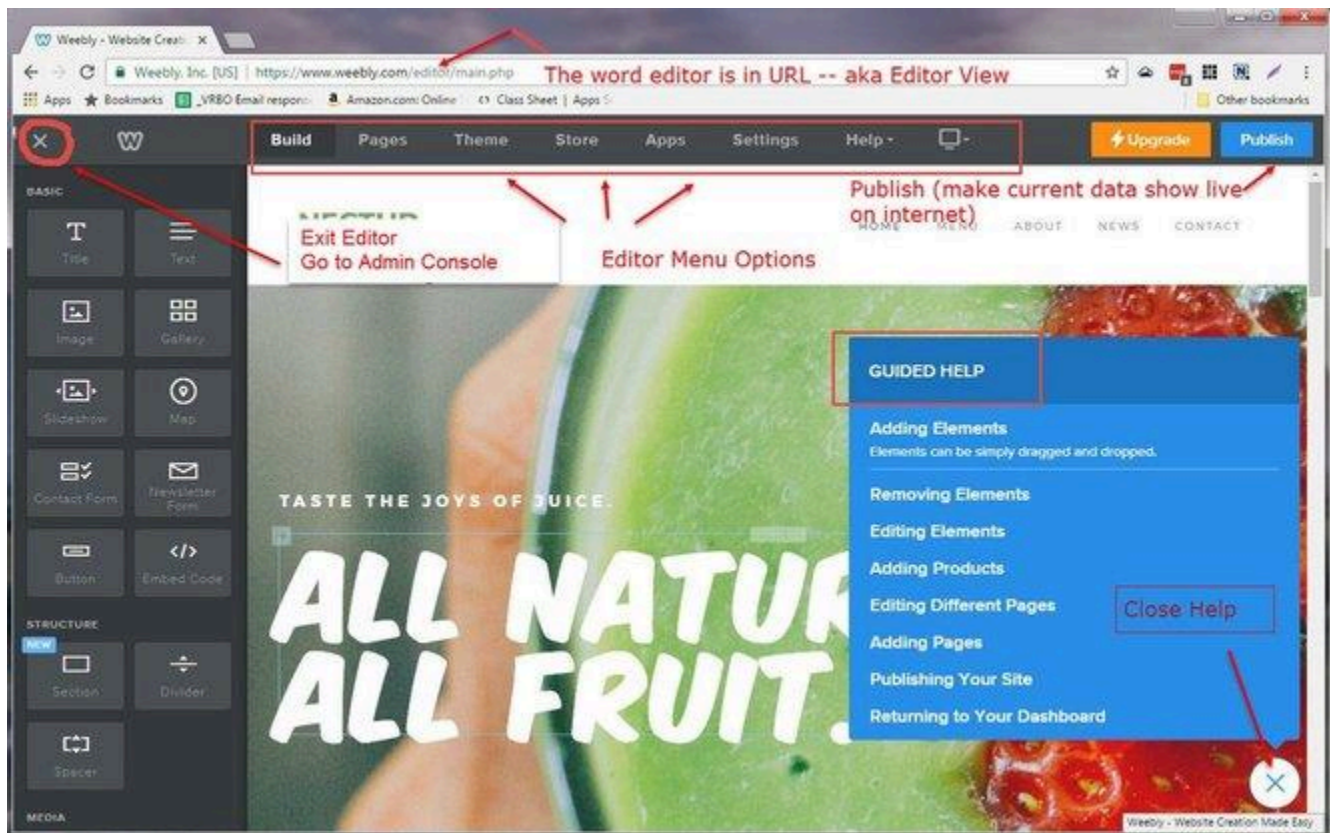 Weebly - Website Creati
Weebly, Inc. [US] https://www.weebly.com/editor/main.php
The word editor is in URL -- aka Editor View
Apps Bookmarks _VRBO Email respon Amazon.com: Online Class Sheet | Apps S Other bookmarks
Build Pages Theme Store Apps Settings Help Upgrade Publish
BASIC
Publish (make current data show live
on internet)
HOME MENU ABOUT NEWS CONTACT
Exit Editor
Go to Admin Console
Editor Menu Options
Title Text
Image Gallery
Slideshow Map
Contact Form Newsletter Form
Button Embed Code
STRUCTURE
NEW
Section Divider
Spacer
MEDIA
TASTE THE JOYS OF JUICE.
ALL NATUR
ALL FRUIT.
GUIDED HELP
Adding Elements
Elements can be simply dragged and dropped.
Removing Elements
Editing Elements
Adding Products
Editing Different Pages
Adding Pages
Publishing Your Site
Returning to Your Dashboard
Close Help
Weebly - Website Creation Made Easy